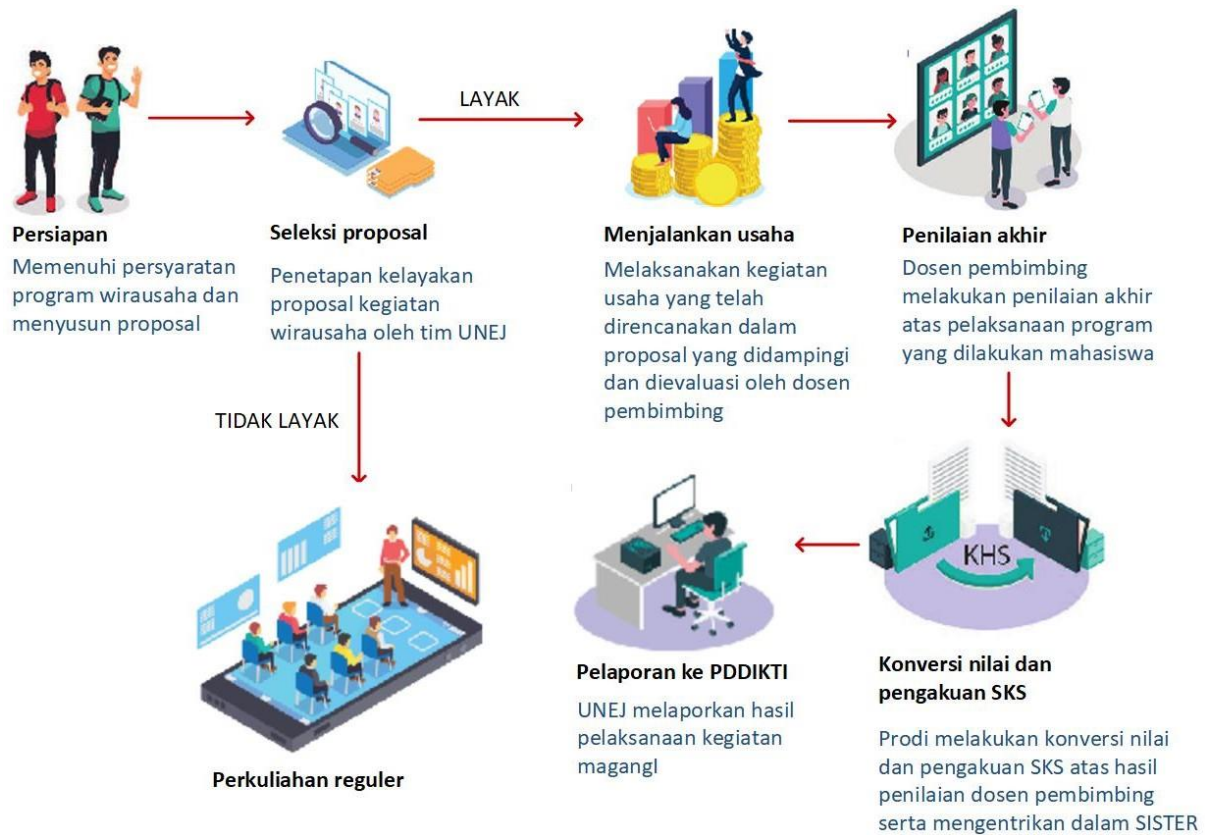 Persiapan
Memenuhi persyaratan
program wirausaha dan
menyusun proposal
Seleksi proposal
Penetapan kelayakan
proposal kegiatan
wirausaha oleh tim UNEJ
LAYAK
Menjalankan usaha
Melaksanakan kegiatan
usaha yang telah
direncanakan dalam
proposal yang didampingi
dan dievaluasi oleh dosen
pembimbing
Penilaian akhir
Dosen pembimbing
melakukan penilaian akhir
atas pelaksanaan program
yang dilakukan mahasiswa
TIDAK LAYAK
Perkuliahan reguler
KHS
Konversi nilai dan
pengakuan SKS
Prodi melakukan konversi nilai
dan pengakuan SKS atas hasil
penilaian dosen pembimbing
serta mengentrikan dalam SISTER
Pelaporan ke PDDIKTI
UNEJ melaporkan hasil
pelaksanaan kegiatan
magangI